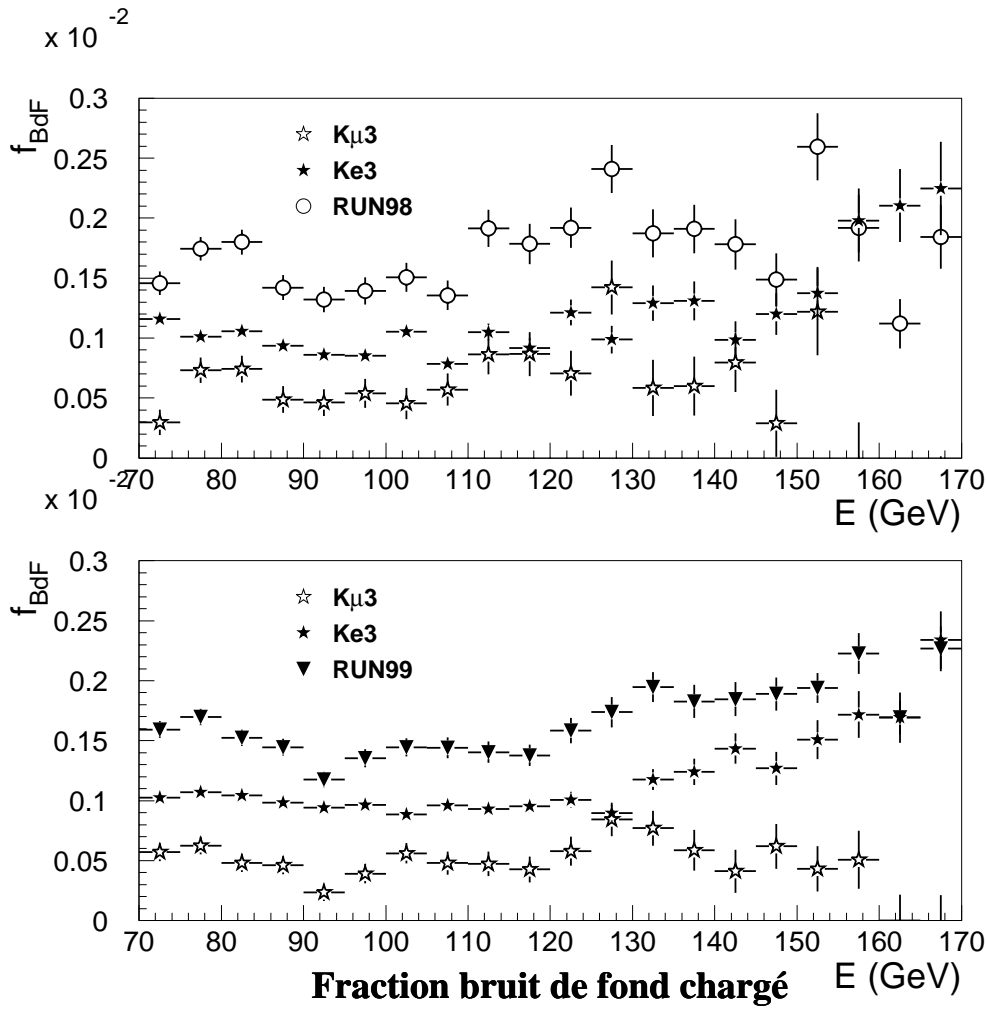 x 10 -2
f BdF
0.3
0.25
0.2
0.15
0.1
0.05
0
Kμ3
Ke3
RUN98
70 80 90 100 110 120 130 140 150 160 170
E (GeV)
x 10 -2
f BdF
0.3
0.25
0.2
0.15
0.1
0.05
0
Kμ3
Ke3
RUN99
70 80 90 100 110 120 130 140 150 160 170
E (GeV)
Fraction bruit de fond chargé